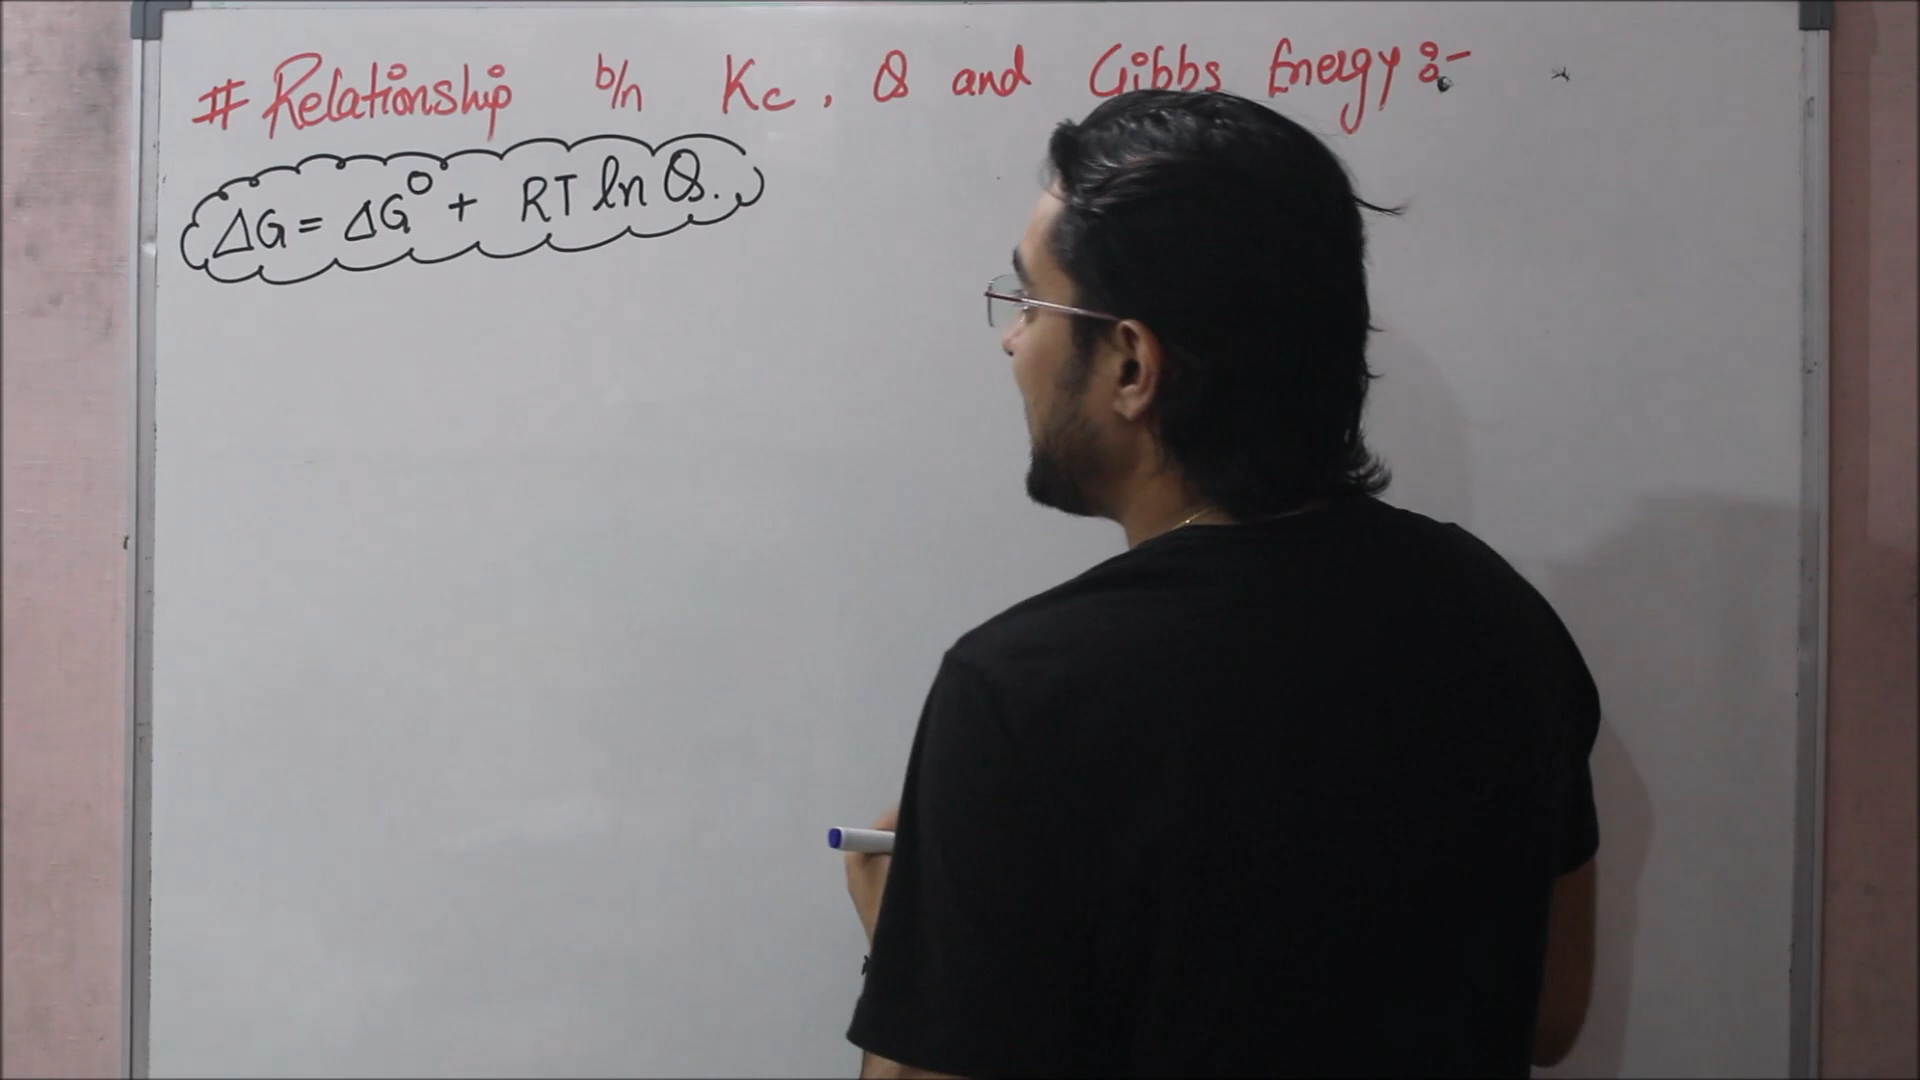 # Relationship b/n Kc, Q and Gibbs Energy :-
ΔG = ΔG° + RT ln Q.